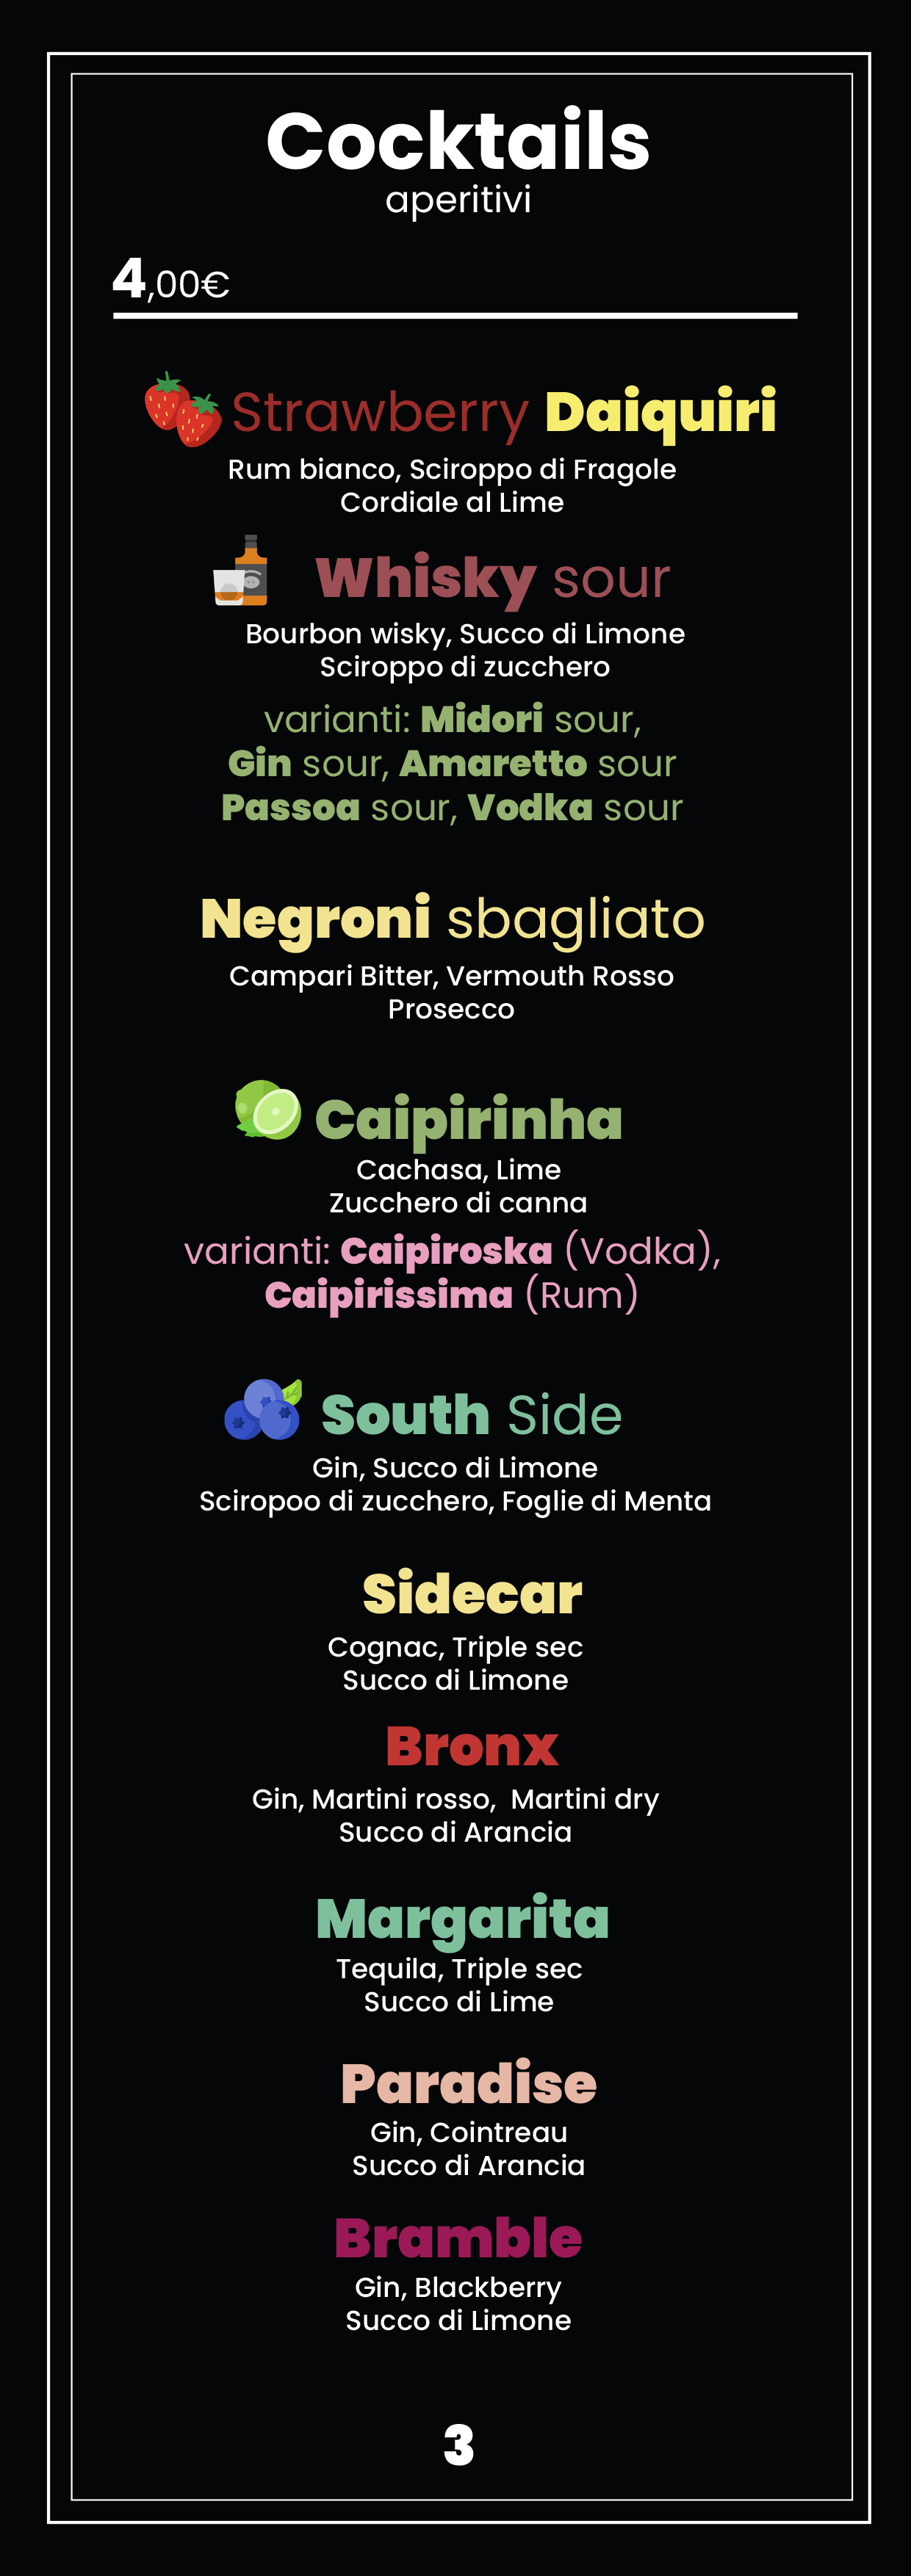 Cocktails
aperitivi
4,00€
Strawberry Daiquiri
Rum bianco, Sciroppo di Fragole
Cordiale al Lime
Whisky sour
Bourbon wisky, Succo di Limone
Sciroppo di zucchero
varianti: Midori sour,
Gin sour, Amaretto sour
Passoa sour, Vodka sour
Negroni sbagliato
Campari Bitter, Vermouth Rosso
Prosecco
Caipirinha
Cachasa, Lime
Zucchero di canna
varianti: Caipiroska (Vodka),
Caipirissima (Rum)
South Side
Gin, Succo di Limone
Sciropoo di zucchero, Foglie di Menta
Sidecar
Cognac, Triple sec
Succo di Limone
Bronx
Gin, Martini rosso, Martini dry
Succo di Arancia
Margarita
Tequila, Triple sec
Succo di Lime
Paradise
Gin, Cointreau
Succo di Arancia
Bramble
Gin, Blackberry
Succo di Limone
3